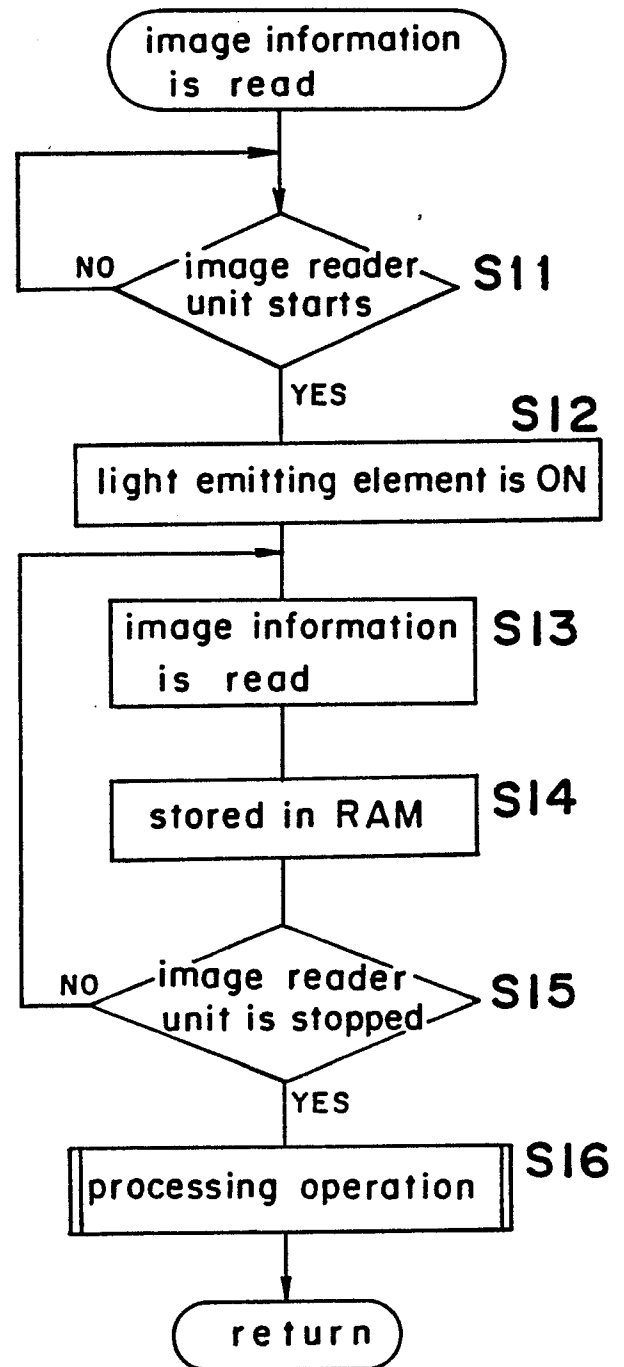 image information
is read
NO
image reader
unit starts
S11
YES
S12
light emitting element is ON
image information
is read
S13
stored in RAM
S14
NO
image reader
unit is stopped
S15
YES
processing operation
S16
return